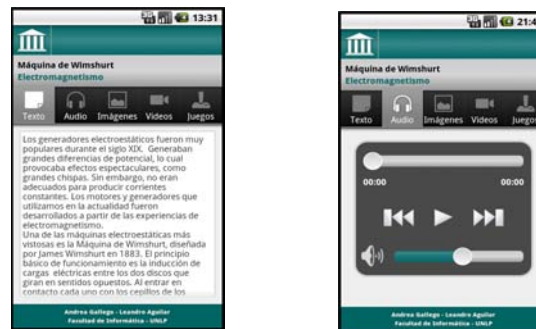 13:31
Máquina de Wimshurt
Electromagnetismo
Texto Audio Imágenes Videos Juegos
Los generadores electroestáticos fueron muy
populares durante el siglo XIX. Generaban
grandes diferencias de potencial, lo cual
provocaba efectos espectaculares, como
grandes chispas. Sin embargo, no eran
adecuados para producir corrientes
constantes. Los motores y generadores que
utilizamos en la actualidad fueron
desarrollados a partir de las experiencias de
electromagnetismo.
Una de las máquinas electroestáticas más
vistosas es la Máquina de Wimshurt, diseñada
por James Wimshurt en 1883. El principio
básico de funcionamiento es la inducción de
cargas eléctricas entre los dos discos que
giran en sentidos opuestos. Al entrar en
contacto cada uno con los cepillos de los
Andrea Gallego - Leandro Aguilar
Facultad de Informática - UNLP
21:4
Máquina de Wimshurt
Electromagnetismo
Texto Audio Imágenes Videos Juegos
00:00 00:00
Andrea Gallego - Leandro Aguilar
Facultad de Informática - UNLP